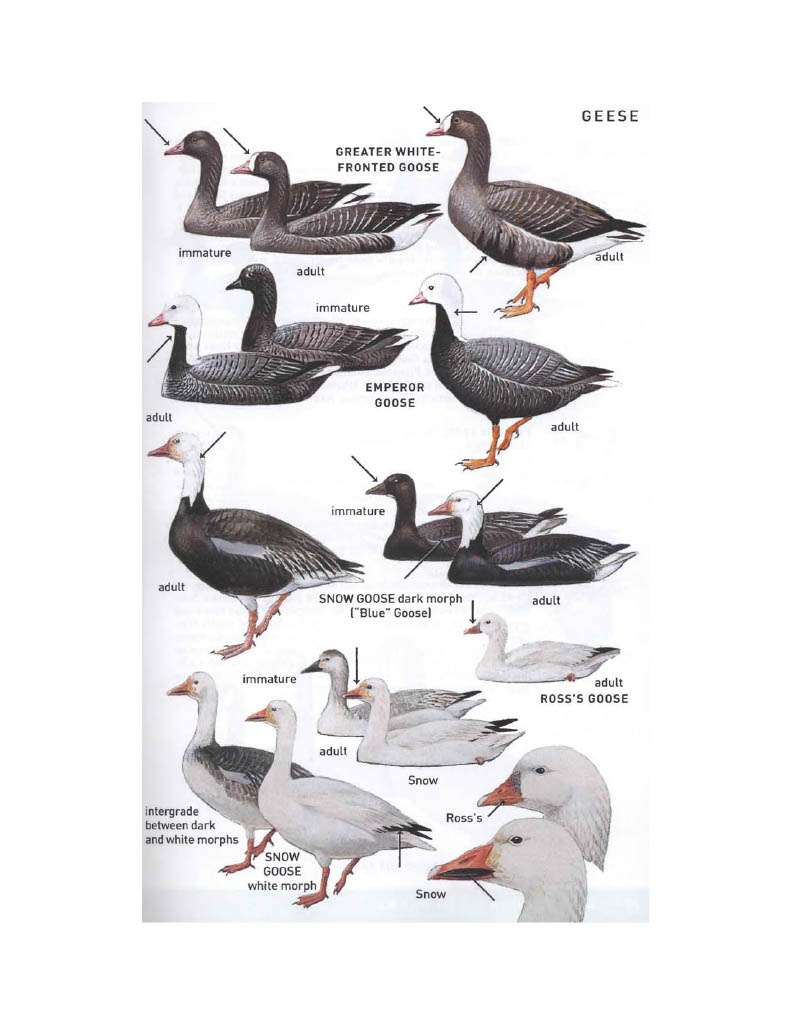 GEESE
GREATER WHITE-
FRONTED GOOSE
immature
adult
adult
immature
EMPEROR
GOOSE
adult
adult
immature
adult
SNOW GOOSE dark morph
("Blue" Goose)
adult
immature
adult
ROSS'S GOOSE
adult
Snow
intergrade
between dark
and white morphs
Ross's
SNOW
GOOSE
white morph
Snow